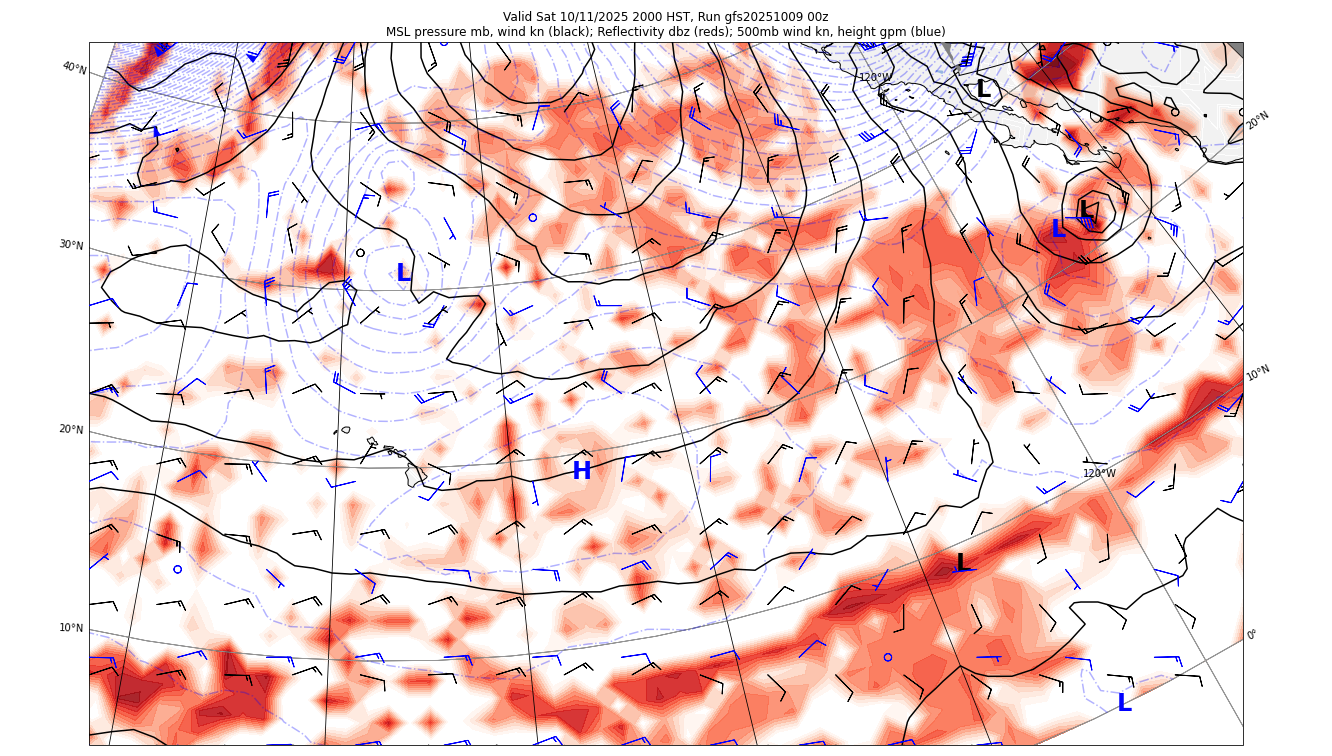 Valid Sat 10/11/2025 2000 HST, Run gfs20251009 00z
MSL pressure mb, wind kn (black); Reflectivity dbz (reds); 500mb wind kn, height gpm (blue)
40°N
120°W
L
20°N
L
L
L
30°N
L
10°N
20°N
H
120°W
L
10°N
0°
L